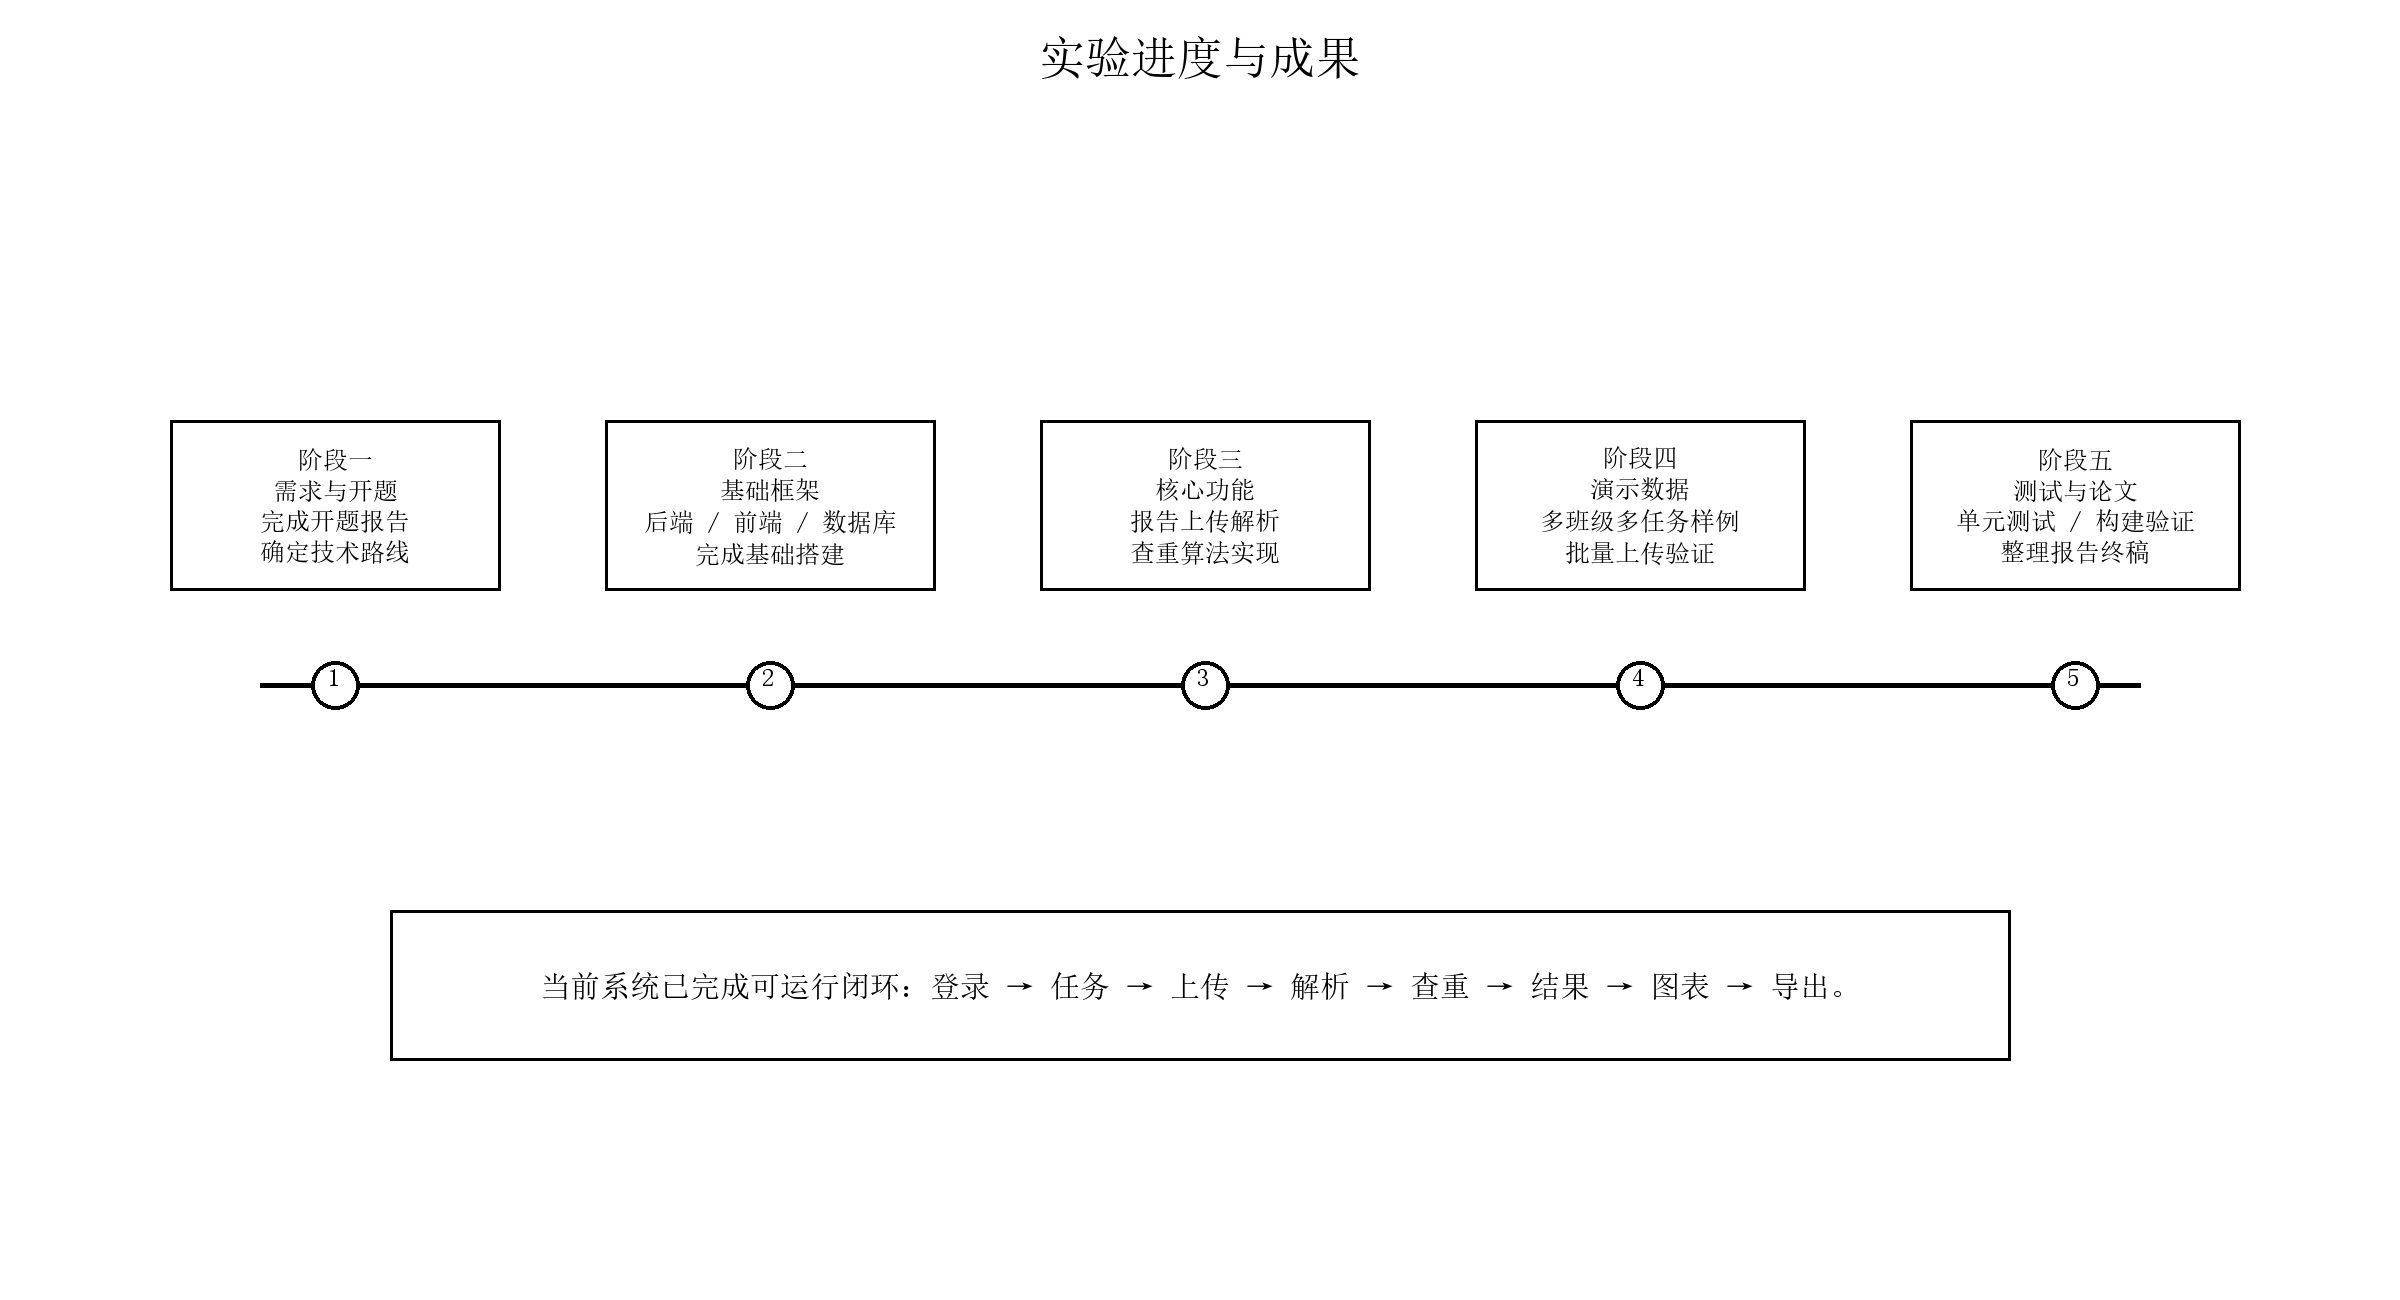 实验进度与成果
阶段一
需求与开题
完成开题报告
确定技术路线
阶段二
基础框架
后端 / 前端 / 数据库
完成基础搭建
阶段三
核心功能
报告上传解析
查重算法实现
阶段四
演示数据
多班级多任务样例
批量上传验证
阶段五
测试与论文
单元测试 / 构建验证
整理报告终稿
1
2
3
4
5
当前系统已完成可运行闭环：登录 → 任务 → 上传 → 解析 → 查重 → 结果 → 图表 → 导出。